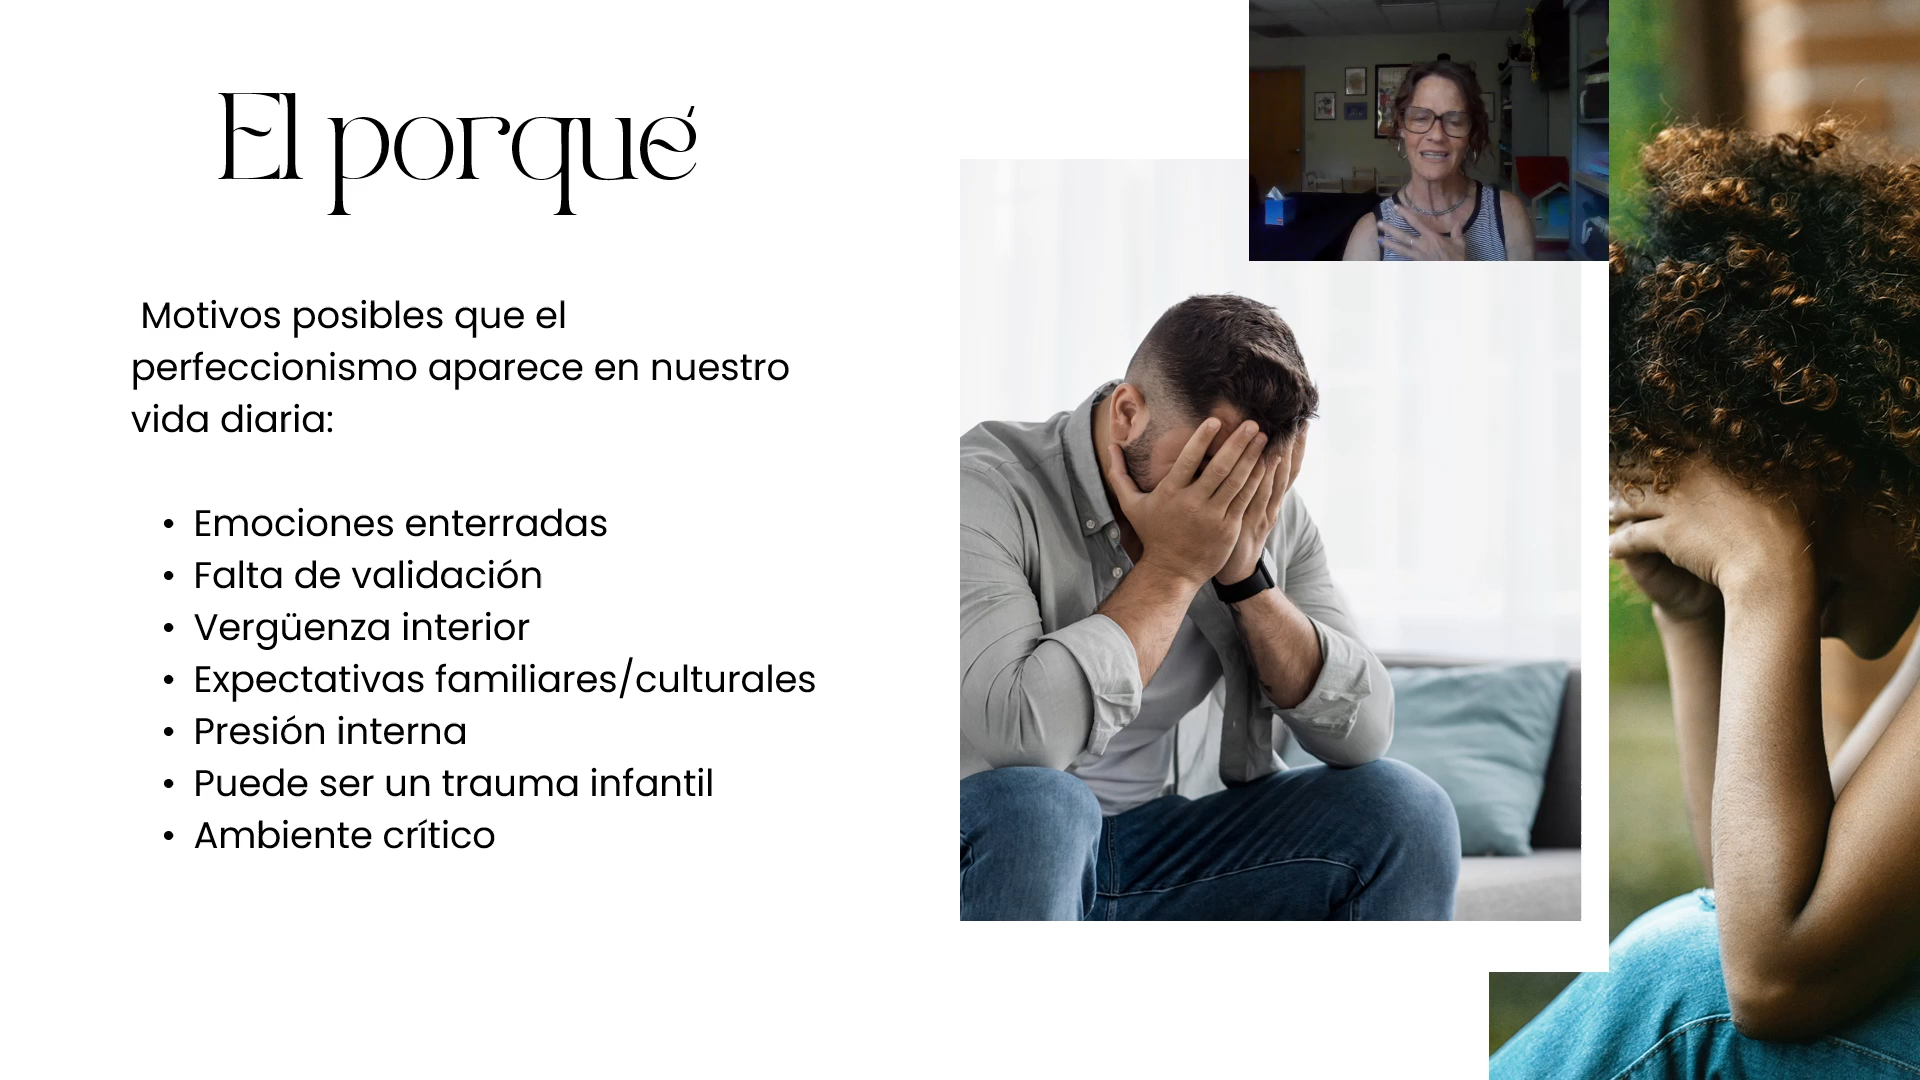 El porqué
Motivos posibles que el
perfeccionismo aparece en nuestro
vida diaria:
• Emociones enterradas
• Falta de validación
• Vergüenza interior
• Expectativas familiares/culturales
• Presión interna
• Puede ser un trauma infantil
• Ambiente crítico